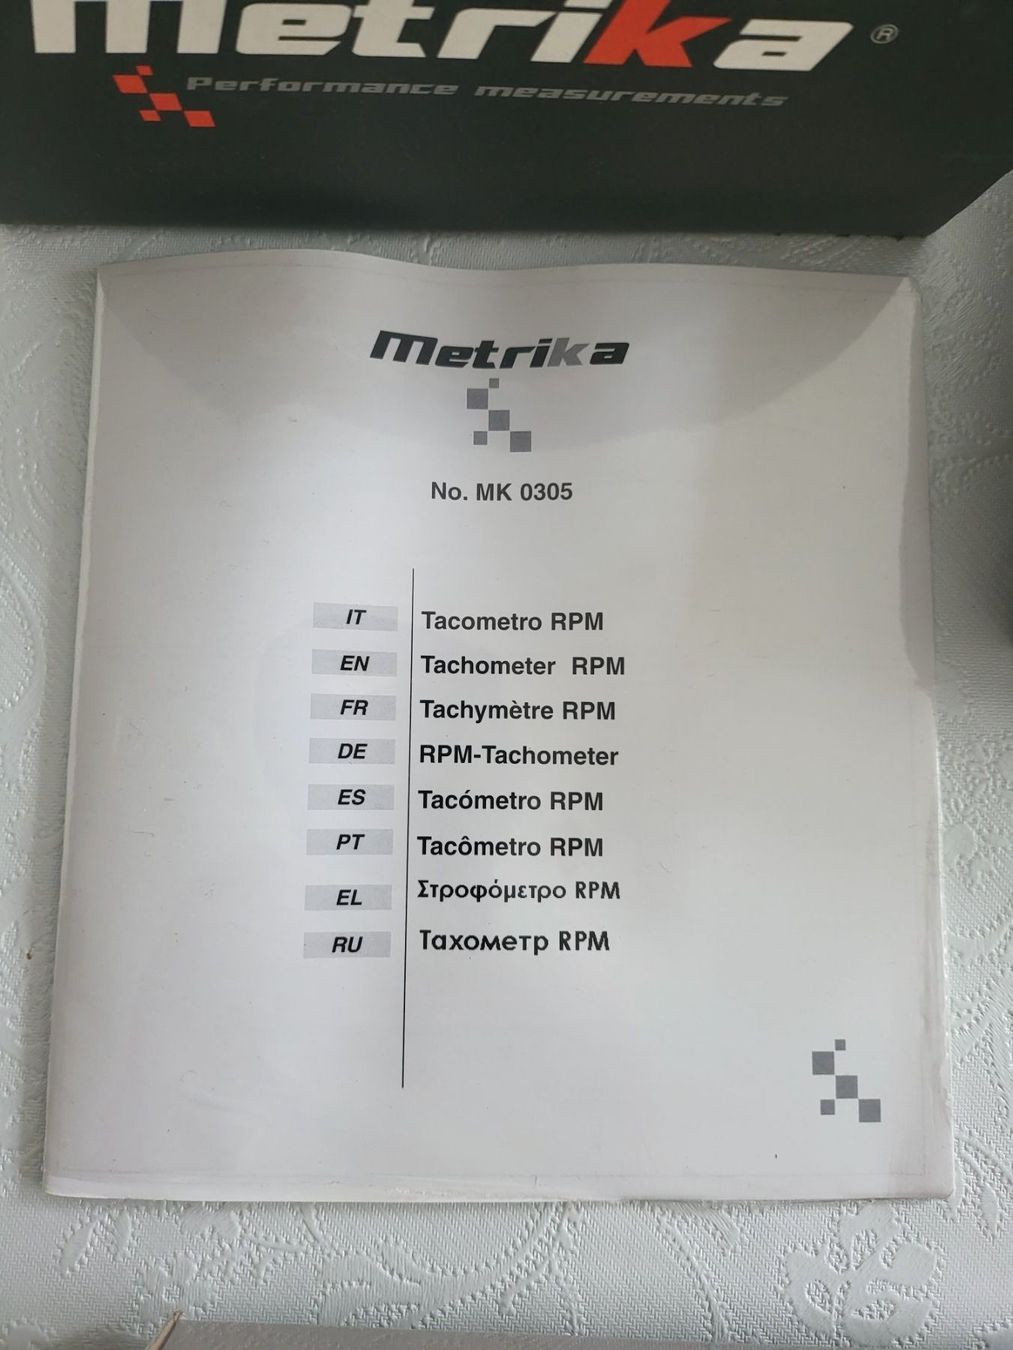 Metrika®
Performance measurements
Metrika
No. MK 0305
IT Tacometro RPM
EN Tachometer RPM
FR Tachymètre RPM
DE RPM-Tachometer
ES Tacómetro RPM
PT Tacômetro RPM
EL Στροφόμετρο RPM
RU Тахометр RPM